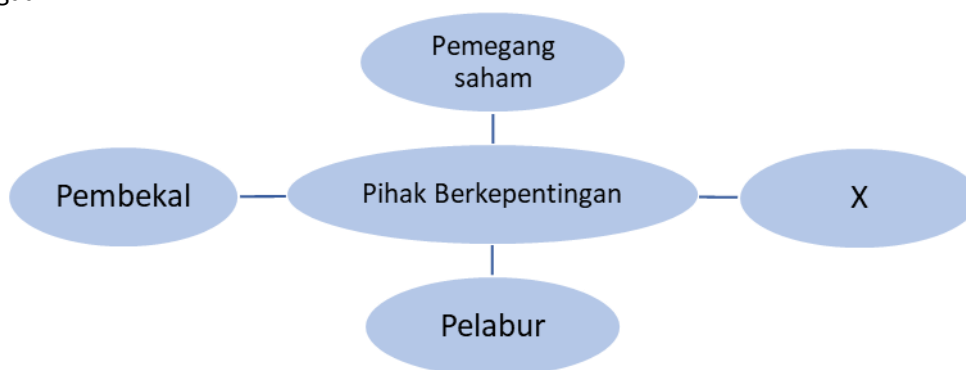 Pemegang
saham
Pembekal
Pihak Berkepentingan
X
Pelabur